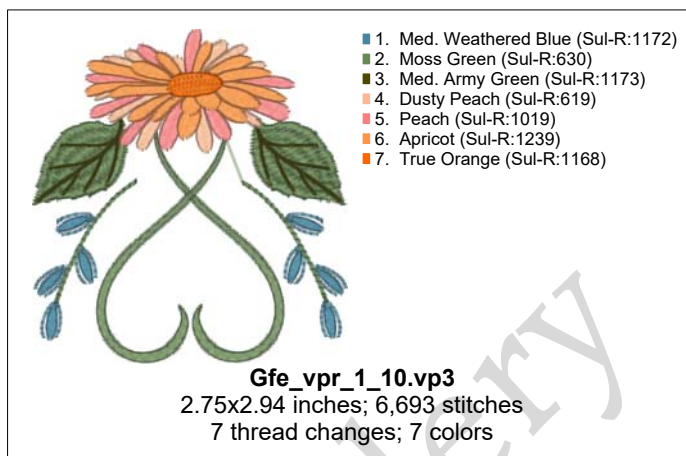 1. Med. Weathered Blue (Sul-R:1172)
2. Moss Green (Sul-R:630)
3. Med. Army Green (Sul-R:1173)
4. Dusty Peach (Sul-R:619)
5. Peach (Sul-R:1019)
6. Apricot (Sul-R:1239)
7. True Orange (Sul-R:1168)
Gfe_vpr_1_10.vp3
2.75x2.94 inches; 6,693 stitches
7 thread changes; 7 colors